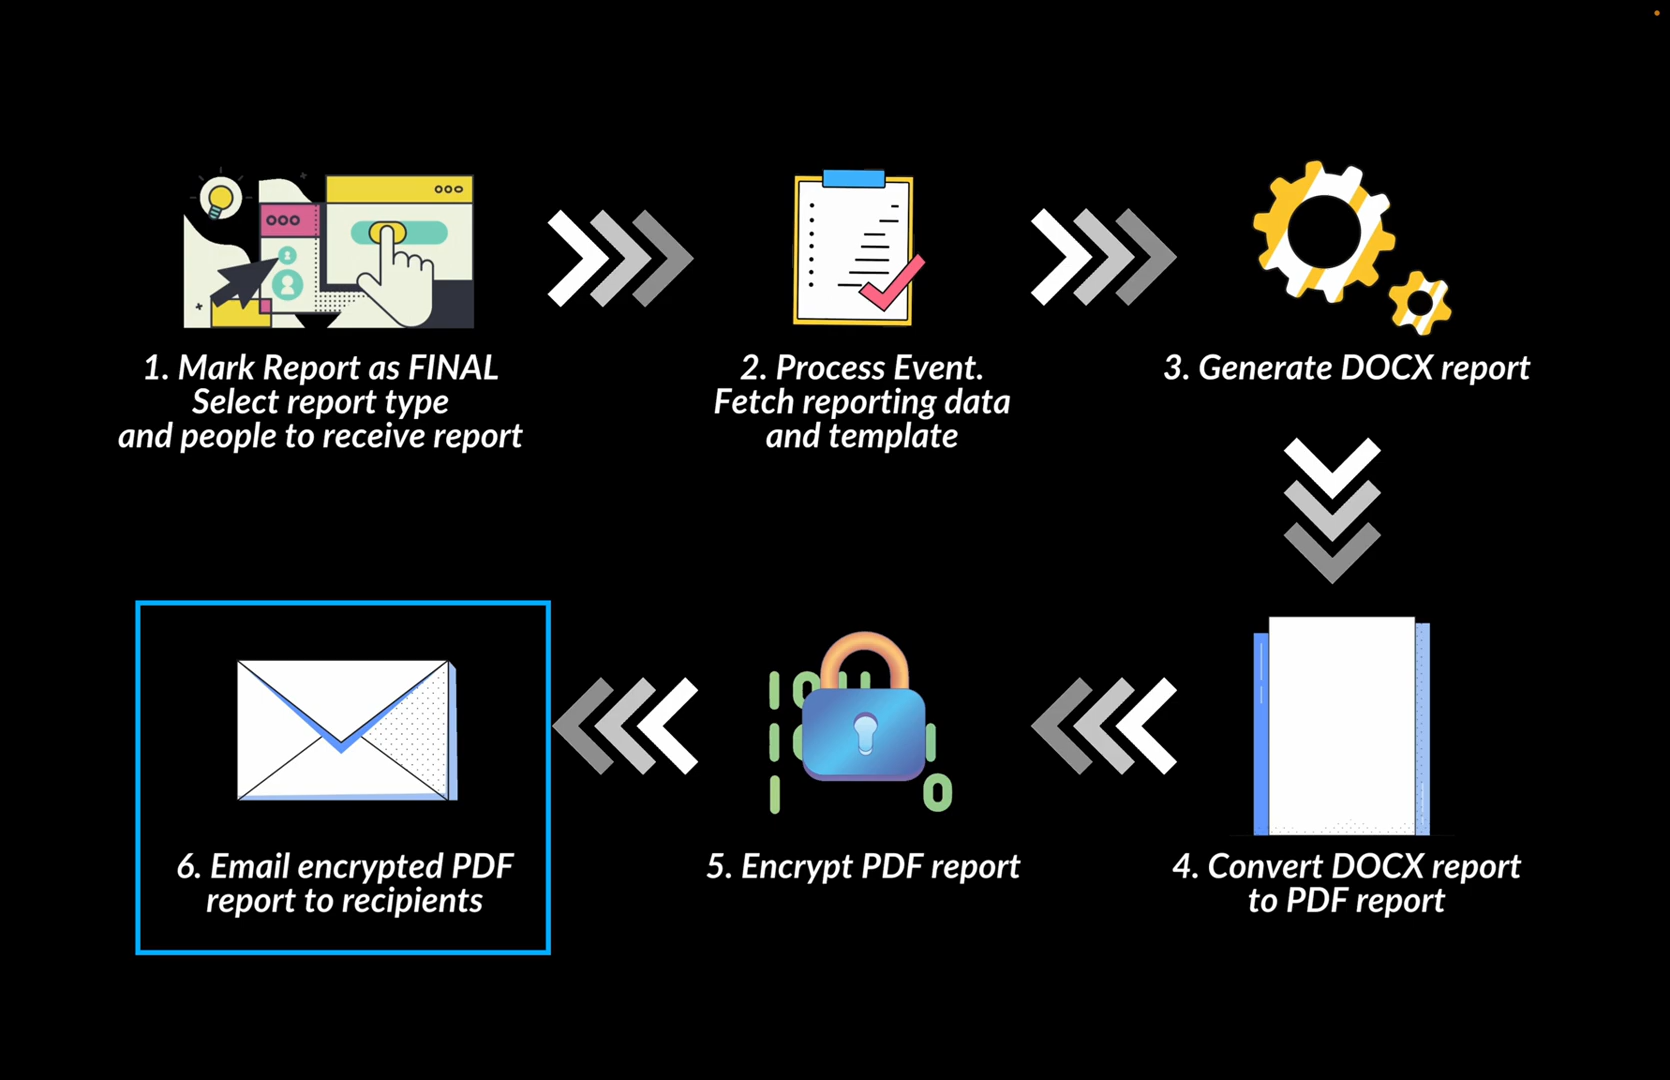 1. Mark Report as FINAL
Select report type
and people to receive report
2. Process Event.
Fetch reporting data
and template
3. Generate DOCX report
4. Convert DOCX report
to PDF report
5. Encrypt PDF report
6. Email encrypted PDF
report to recipients